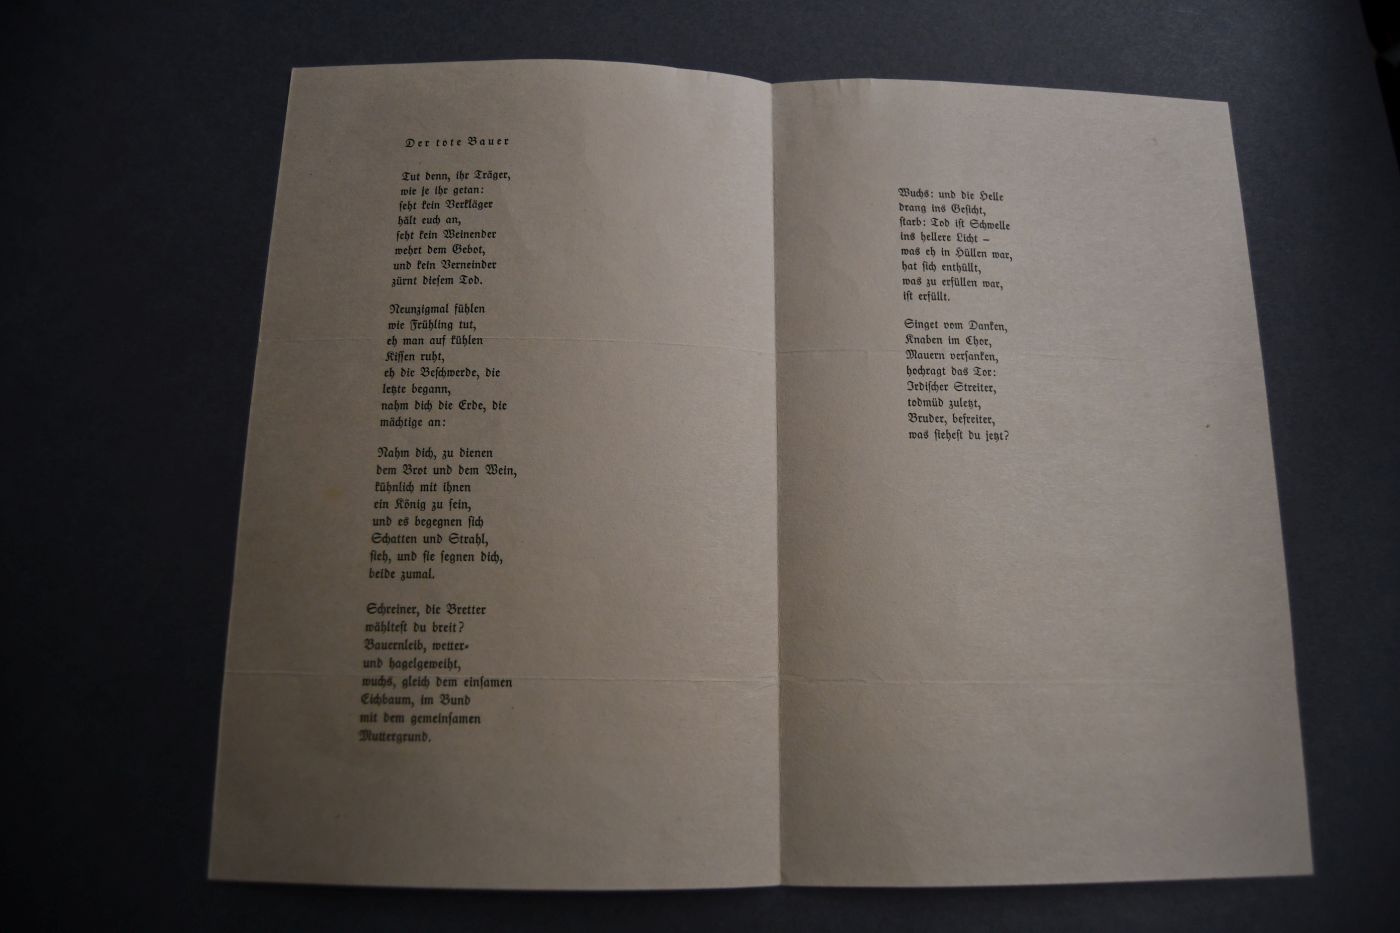 Der tote Bauer
Tut denn, ihr Träger,
wie je ihr getan:
seht kein Verkläger
hält euch an,
seht kein Weinender
wehrt dem Gebot,
und kein Verneinder
zürnt diesem Tod.
Neunzigmal fühlen
wie Frühling tut,
eh man auf kühlen
Kissen ruht,
eh die Beschwerde, die
letzte begann,
nahm dich die Erde, die
mächtige an:
Nahm dich, zu dienen
dem Brot und dem Wein,
kühnlich mit ihnen
ein König zu sein,
und es begegnen sich
Schatten und Strahl,
sieh, und sie segnen dich,
beide zumal.
Schreiner, die Bretter
wähltest du breit?
Bauernleib, wetter-
und hagelgeweiht,
wuchs, gleich dem einsamen
Eichbaum, im Bund
mit dem gemeinsamen
Muttergrund.
Wuchs: und die Helle
drang ins Gesicht,
starb: Tod ist Schwelle
ins hellere Licht –
was eh in Hüllen war,
hat sich enthüllt,
was zu erfüllen war,
ist erfüllt.
Singet vom Danken,
Knaben im Chor,
Mauern versanken,
hochragt das Tor:
Irdischer Streiter,
todmüd zuletzt,
Bruder, befreiter,
was siehest du jetzt?